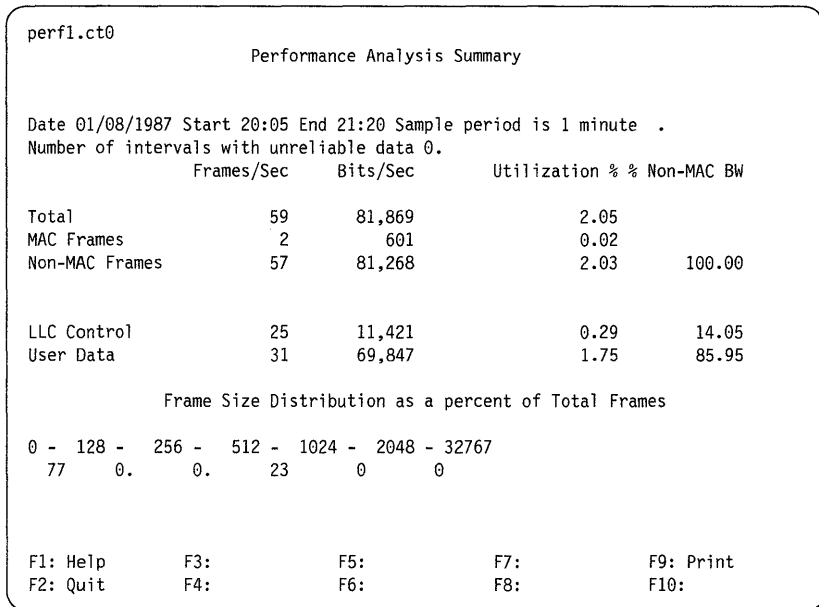 perf1.ct0
Performance Analysis Summary
Date 01/08/1987 Start 20:05 End 21:20 Sample period is 1 minute .
Number of intervals with unreliable data 0.
Frames/Sec Bits/Sec Utilization % % Non-MAC BW
Total 59 81,869 2.05
MAC Frames 2 601 0.02
Non-MAC Frames 57 81,268 2.03 100.00
LLC Control 25 11,421 0.29 14.05
User Data 31 69,847 1.75 85.95
Frame Size Distribution as a percent of Total Frames
0 - 128 - 256 - 512 - 1024 - 2048 - 32767
77 0. 0. 23 0 0
F1: Help F3: F5: F7: F9: Print
F2: Quit F4: F6: F8: F10: